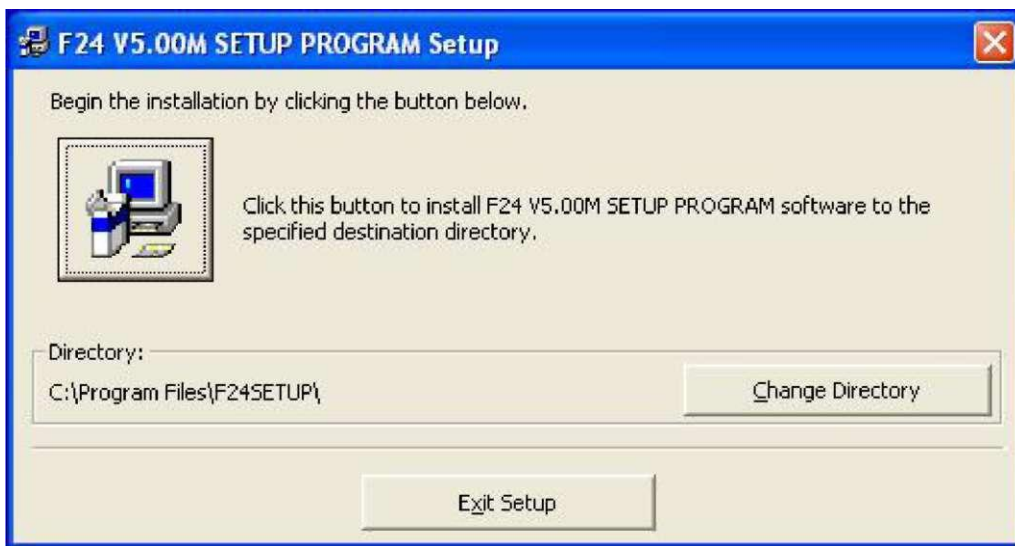 F24 V5.00M SETUP PROGRAM Setup
Begin the installation by clicking the button below.
Click this button to install F24 V5.00M SETUP PROGRAM software to the
specified destination directory.
Directory:
C:\Program Files\F24SETUP\
Change Directory
Exit Setup